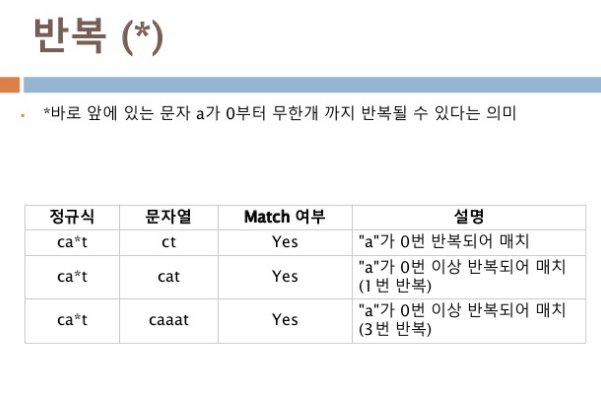 반복 (*)
*바로 앞에 있는 문자 a가 0부터 무한개 까지 반복될 수 있다는 의미
정규식 문자열 Match 여부 설명
ca*t ct Yes "a"가 0번 반복되어 매치
ca*t cat Yes "a"가 0번 이상 반복되어 매치
(1번 반복)
ca*t caaat Yes "a"가 0번 이상 반복되어 매치
(3번 반복)